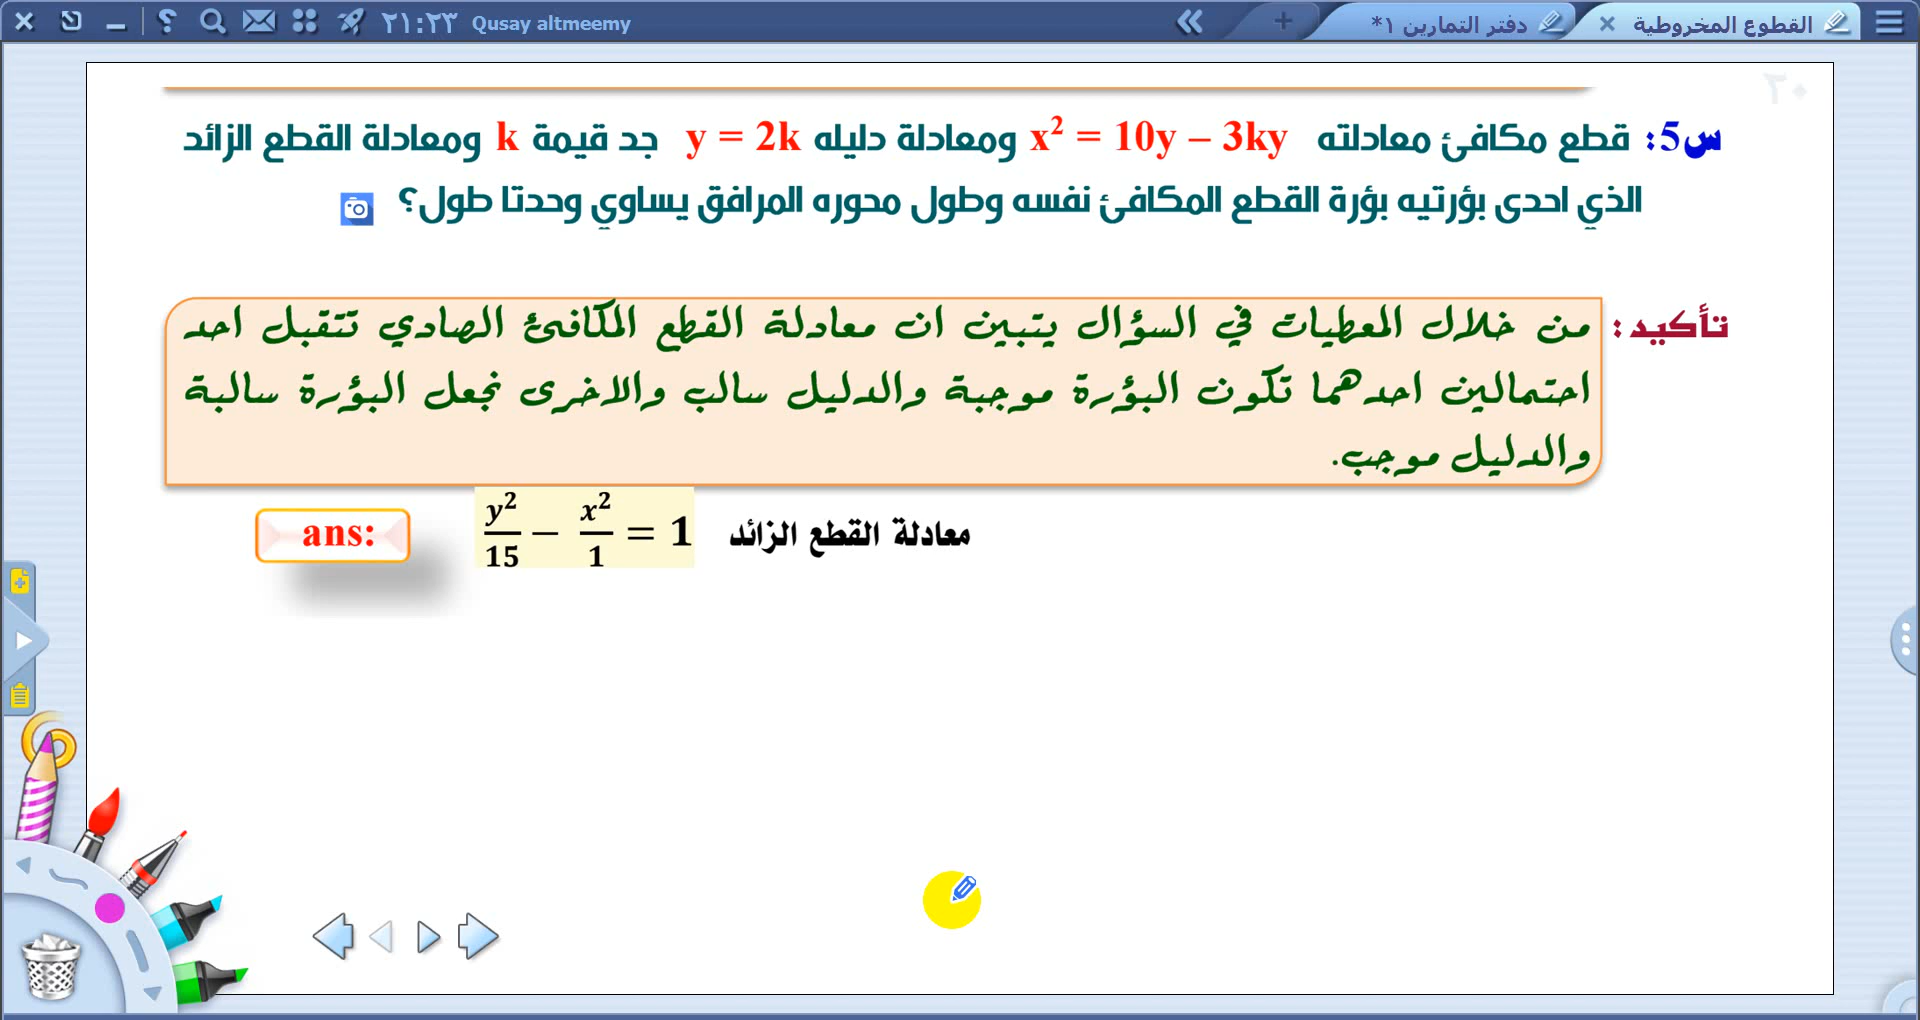 ٢١:٢٣ Qusay altmeemy
دفتر التمارين ١*
القطوع المخروطية
٢٠
س5: قطع مكافئ معادلته x² = 10y – 3ky ومعادلة دليله y = 2k جد قيمة k ومعادلة القطع الزائد
الذي احدى بؤرتيه بؤرة القطع المكافئ نفسه وطول محوره المرافق يساوي وحدتا طول؟
تأكيد: من خلال المعطيات في السؤال يتبين ان معادلة القطع المكافئ الصادي تتقبل احد
احتمالين احدهما تكون البؤرة موجبة والدليل سالب والاخرى نجعل البؤرة سالبة
والدليل موجب.
ans: y²/15 − x²/1 = 1 معادلة القطع الزائد